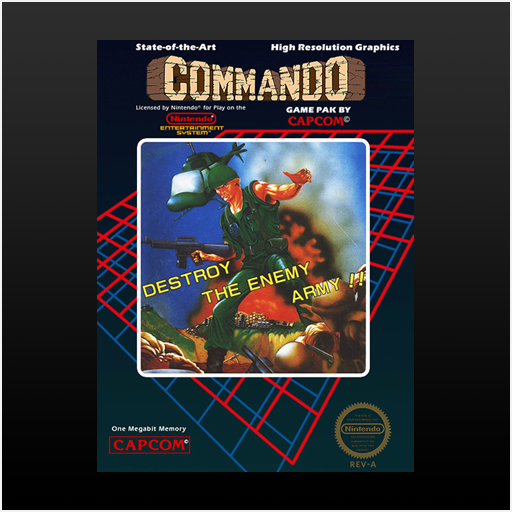 State-of-the-Art High Resolution Graphics
COMMANDO
Licensed by Nintendo® for Play on the
Nintendo®
ENTERTAINMENT
SYSTEM™
GAME PAK BY
CAPCOM©
DESTROY
THE ENEMY
ARMY !!
One Megabit Memory
CAPCOM©
Nintendo
REV-A